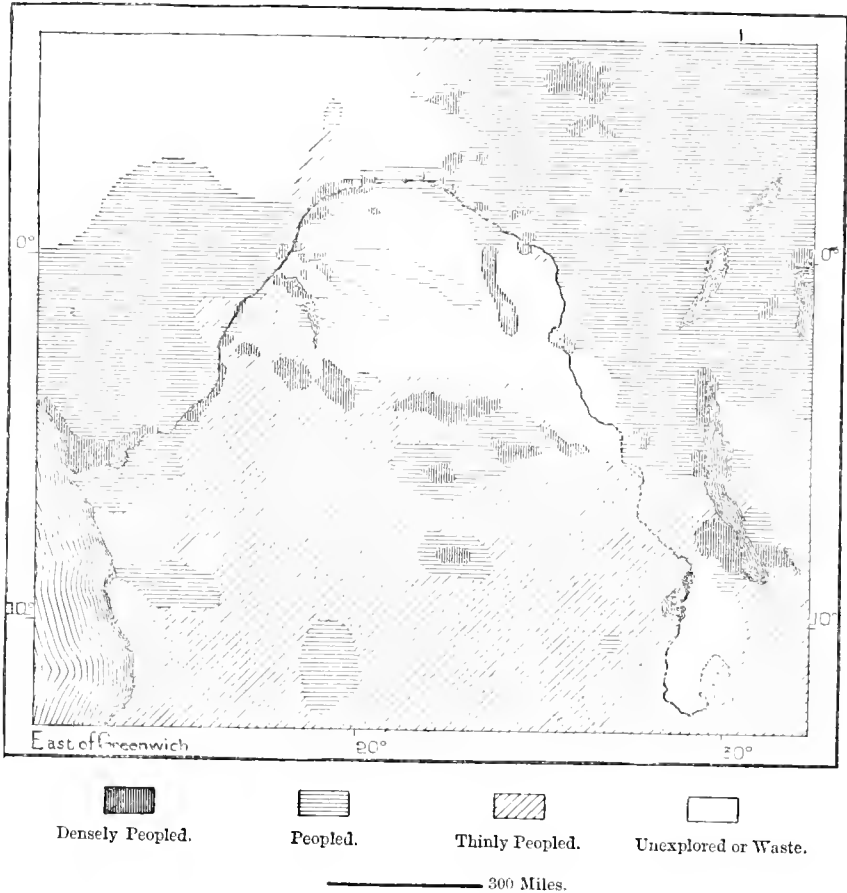 0°
0°
10°
10°
East of Greenwich
20°
30°
Densely Peopled.
Peopled.
Thinly Peopled.
Unexplored or Waste.
300 Miles.